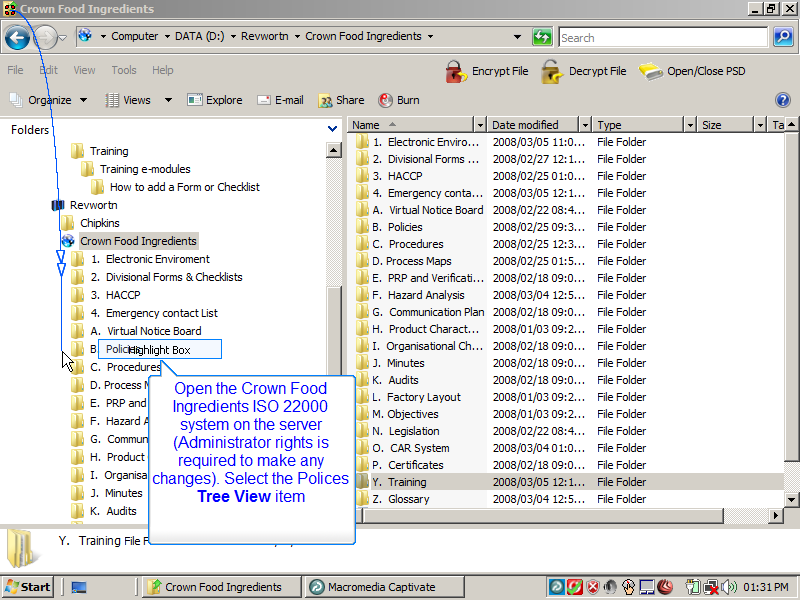 Crown Food Ingredients
Computer DATA (D:) Revworth Crown Food Ingredients
Search
File Edit View Tools Help
Encrypt File Decrypt File Open/Close PSD
Organize Views Explore E-mail Share Burn
Folders
Training
Training e-modules
How to add a Form or Checklist
Revworth
Chipkins
Crown Food Ingredients
1. Electronic Enviroment
2. Divisional Forms & Checklists
3. HACCP
4. Emergency contact List
A. Virtual Notice Board
B
Highlight Box
C. Procedures
D. Process M
E. PRP and
F. Hazard A
G. Commun
H. Product
I. Organisa
J. Minutes
K. Audits
Open the Crown Food
Ingredients ISO 22000
system on the server
(Administrator rights is
required to make any
changes). Select the Polices
Tree View item
Name Date modified Type Size Ta
1. Electronic Enviro... 2008/03/05 11:0... File Folder
2. Divisional Forms ... 2008/02/27 12:1... File Folder
3. HACCP 2008/02/25 01:0... File Folder
4. Emergency conta... 2008/03/05 12:1... File Folder
A. Virtual Notice Board 2008/02/22 08:4... File Folder
B. Policies 2008/02/25 09:3... File Folder
C. Procedures 2008/02/25 12:3... File Folder
D. Process Maps 2008/02/25 01:5... File Folder
E. PRP and Verificati... 2008/02/18 09:0... File Folder
F. Hazard Analysis 2008/03/04 12:5... File Folder
G. Communication Plan 2008/02/18 09:0... File Folder
H. Product Charact... 2008/03/01 09:2... File Folder
I. Organisational Ch... 2008/02/18 09:0... File Folder
J. Minutes 2008/02/18 09:0... File Folder
K. Audits 2008/02/18 09:0... File Folder
L. Factory Layout 2008/03/01 09:2... File Folder
M. Objectives 2008/03/01 09:2... File Folder
N. Legislation 2008/02/22 08:4... File Folder
O. CAR System 2008/03/04 01:0... File Folder
P. Certificates 2008/02/18 09:0... File Folder
Y. Training 2008/03/05 12:1... File Folder
Z. Glossary 2008/03/04 12:5... File Folder
Y. Training File F
Start Crown Food Ingredients Macromedia Captivate 01:31 PM